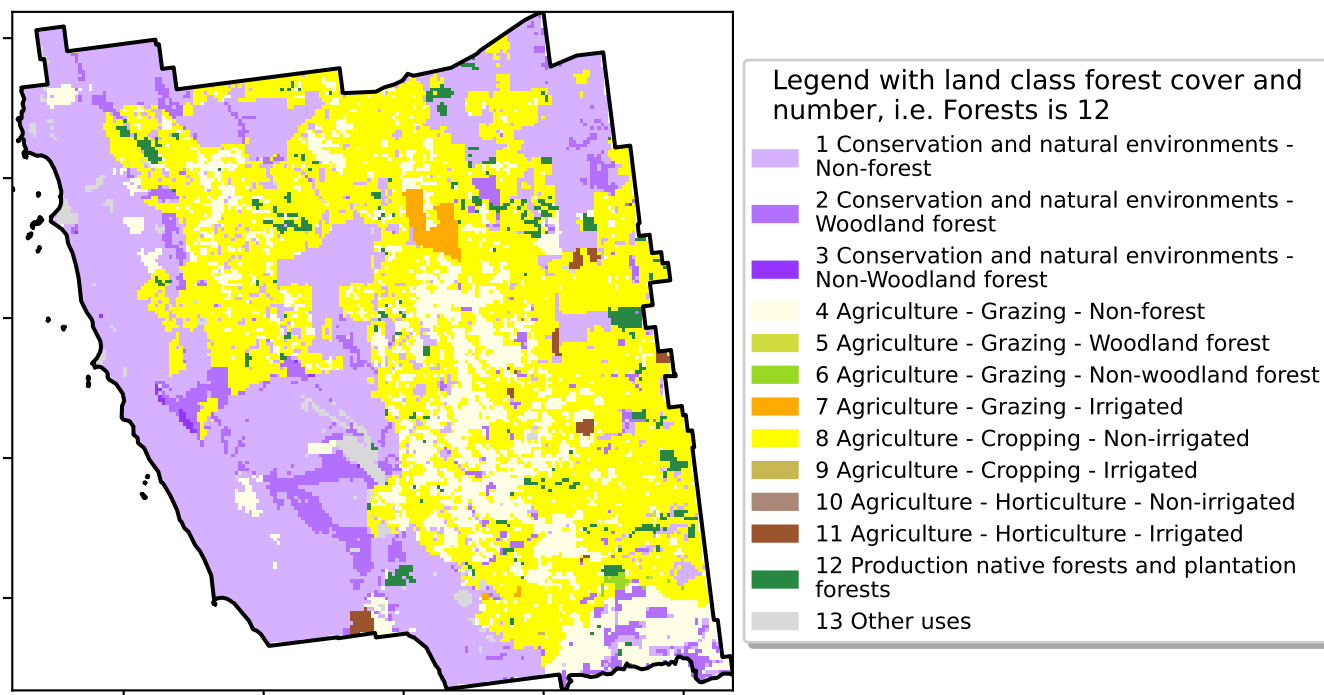 Legend with land class forest cover and
number, i.e. Forests is 12
1 Conservation and natural environments -
Non-forest
2 Conservation and natural environments -
Woodland forest
3 Conservation and natural environments -
Non-Woodland forest
4 Agriculture - Grazing - Non-forest
5 Agriculture - Grazing - Woodland forest
6 Agriculture - Grazing - Non-woodland forest
7 Agriculture - Grazing - Irrigated
8 Agriculture - Cropping - Non-irrigated
9 Agriculture - Cropping - Irrigated
10 Agriculture - Horticulture - Non-irrigated
11 Agriculture - Horticulture - Irrigated
12 Production native forests and plantation
forests
13 Other uses